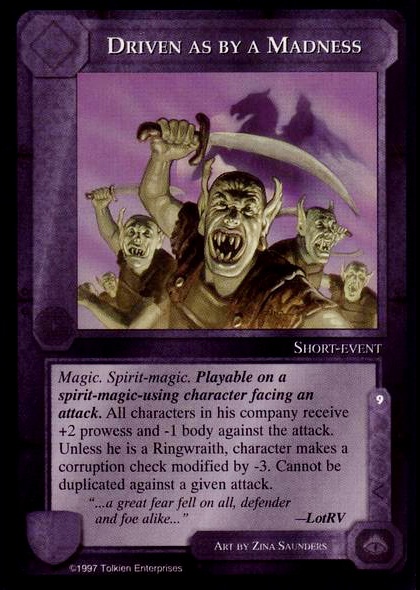 DRIVEN AS BY A MADNESS
SHORT-EVENT
Magic. Spirit-magic. Playable on a
spirit-magic-using character facing an
attack. All characters in his company receive
+2 prowess and -1 body against the attack.
Unless he is a Ringwraith, character makes a
corruption check modified by -3. Cannot be
duplicated against a given attack.
9
"...a great fear fell on all, defender
and foe alike..." —LotRV
ART BY ZINA SAUNDERS
©1997 Tolkien Enterprises